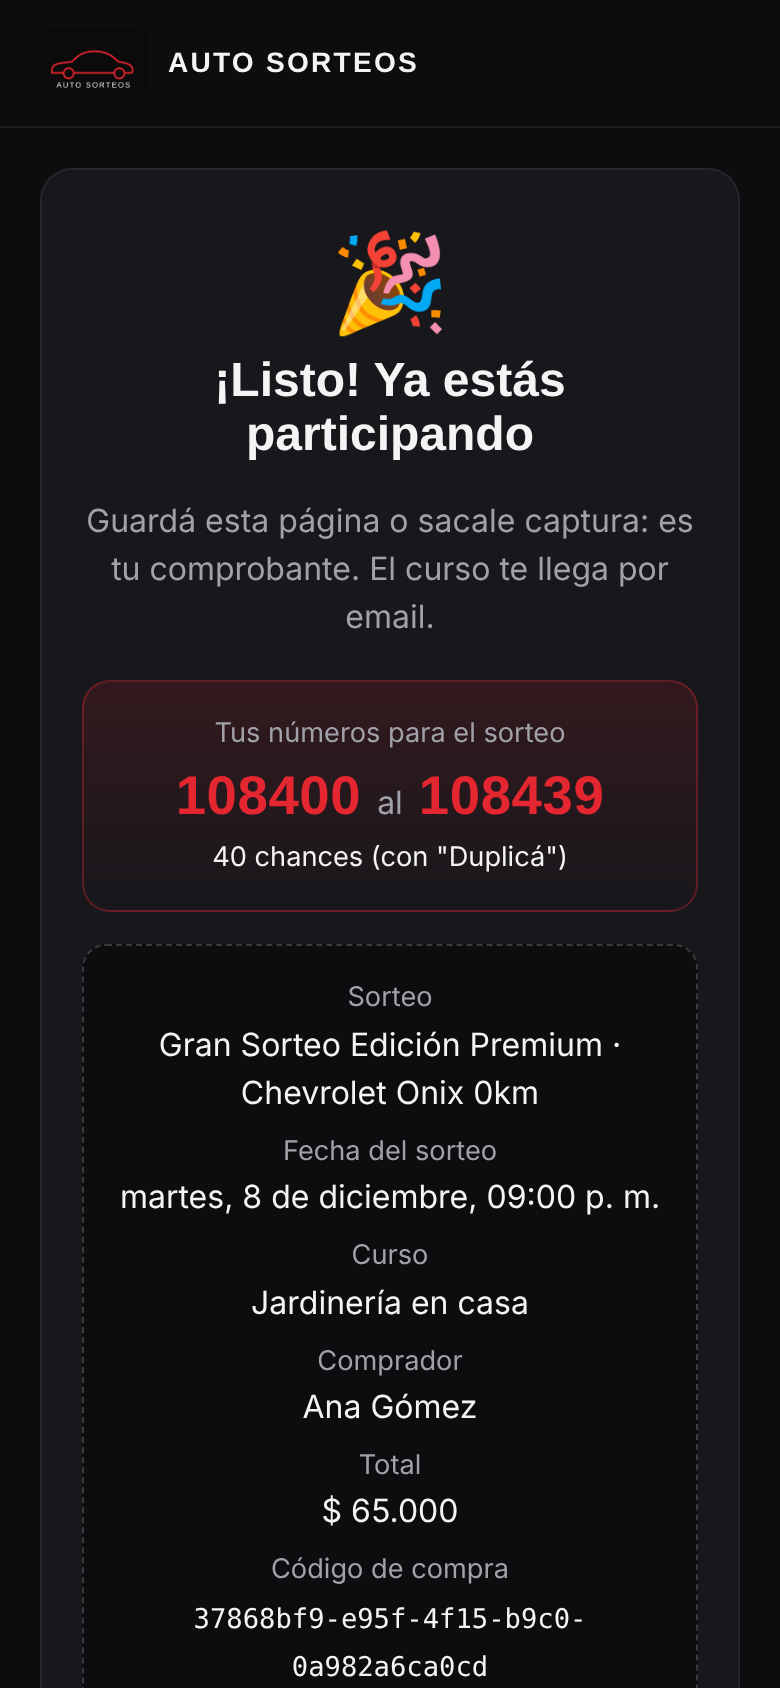 AUTO SORTEOS
AUTO SORTEOS
¡Listo! Ya estás
participando
Guardá esta página o sacale captura: es
tu comprobante. El curso te llega por
email.
Tus números para el sorteo
108400 al 108439
40 chances (con "Duplicá")
Sorteo
Gran Sorteo Edición Premium ·
Chevrolet Onix 0km
Fecha del sorteo
martes, 8 de diciembre, 09:00 p. m.
Curso
Jardinería en casa
Comprador
Ana Gómez
Total
$ 65.000
Código de compra
37868bf9-e95f-4f15-b9c0-
0a982a6ca0cd